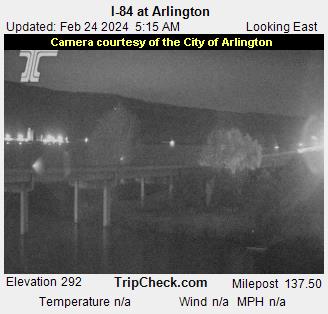 I-84 at Arlington
Updated: Feb 24 2024 5:15 AM Looking East
Camera courtesy of the City of Arlington
Elevation 292 TripCheck.com Milepost 137.50
Temperature n/a Wind n/a MPH n/a